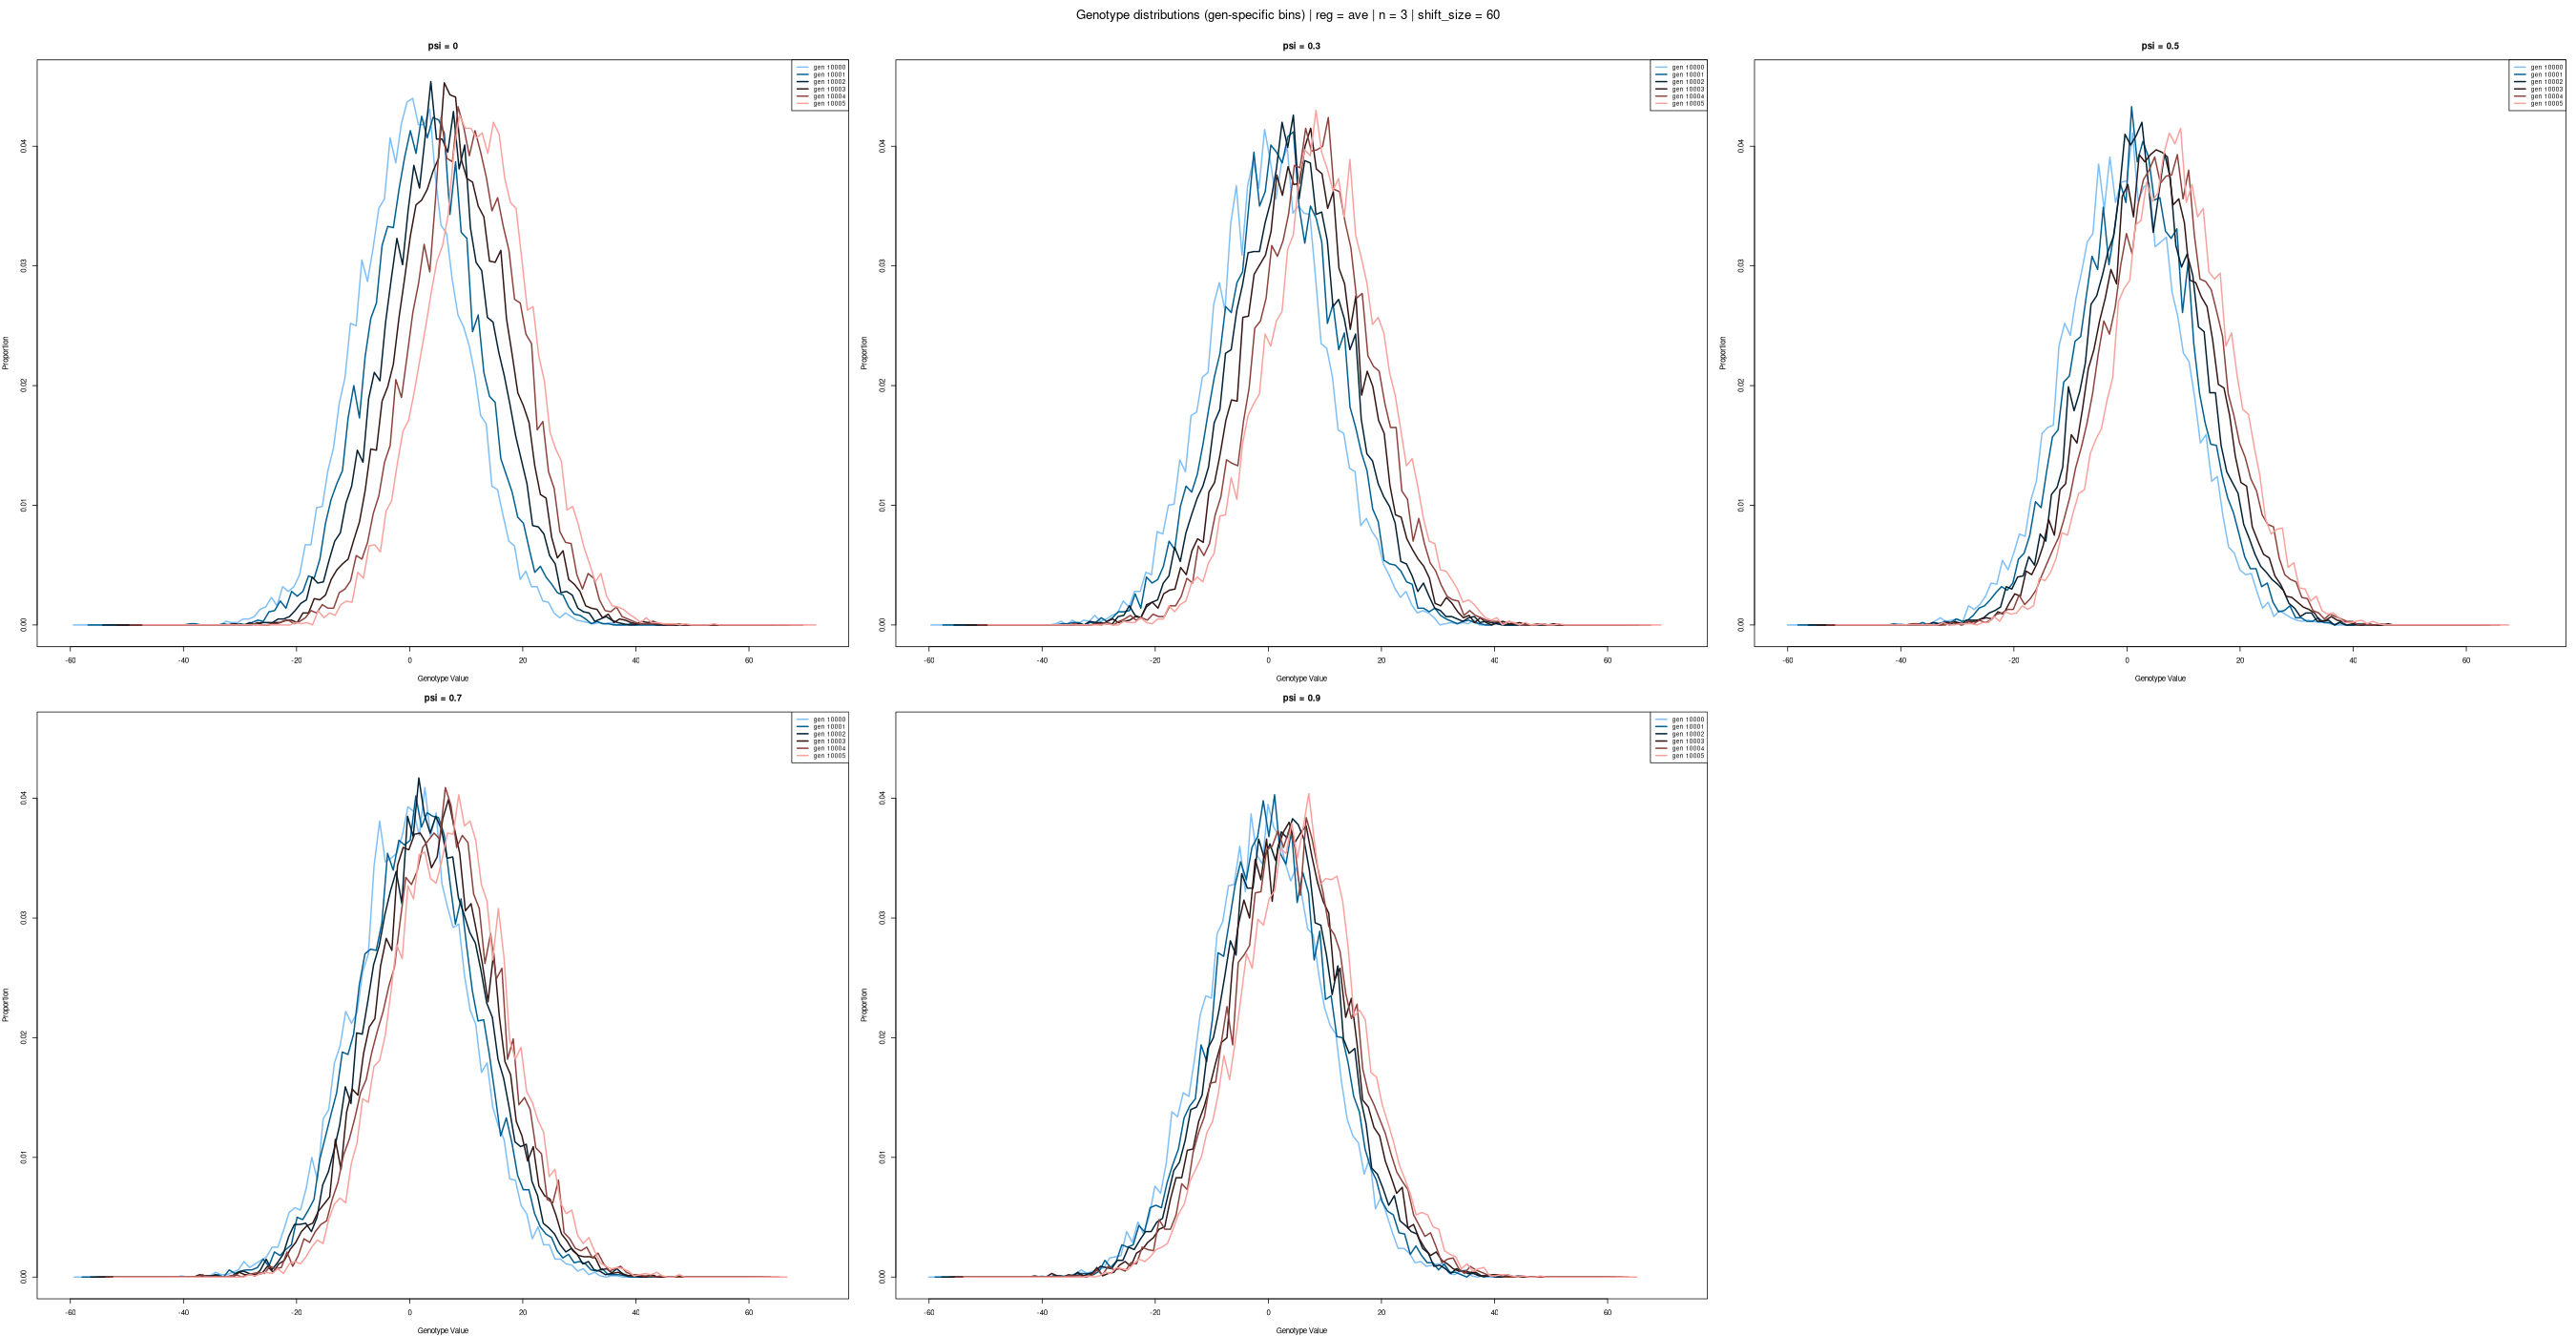 Genotype distributions (gen-specific bins) | reg = ave | n = 3 | shift_size = 60
psi = 0
gen 10000
gen 10001
gen 10002
gen 10003
gen 10004
gen 10005
Proportion
0.04
0.03
0.02
0.01
0.00
-60 -40 -20 0 20 40 60
Genotype Value
psi = 0.3
gen 10000
gen 10001
gen 10002
gen 10003
gen 10004
gen 10005
Proportion
0.04
0.03
0.02
0.01
0.00
-60 -40 -20 0 20 40 60
Genotype Value
psi = 0.5
gen 10000
gen 10001
gen 10002
gen 10003
gen 10004
gen 10005
Proportion
0.04
0.03
0.02
0.01
0.00
-60 -40 -20 0 20 40 60
Genotype Value
psi = 0.7
gen 10000
gen 10001
gen 10002
gen 10003
gen 10004
gen 10005
Proportion
0.04
0.03
0.02
0.01
0.00
-60 -40 -20 0 20 40 60
Genotype Value
psi = 0.9
gen 10000
gen 10001
gen 10002
gen 10003
gen 10004
gen 10005
Proportion
0.04
0.03
0.02
0.01
0.00
-60 -40 -20 0 20 40 60
Genotype Value